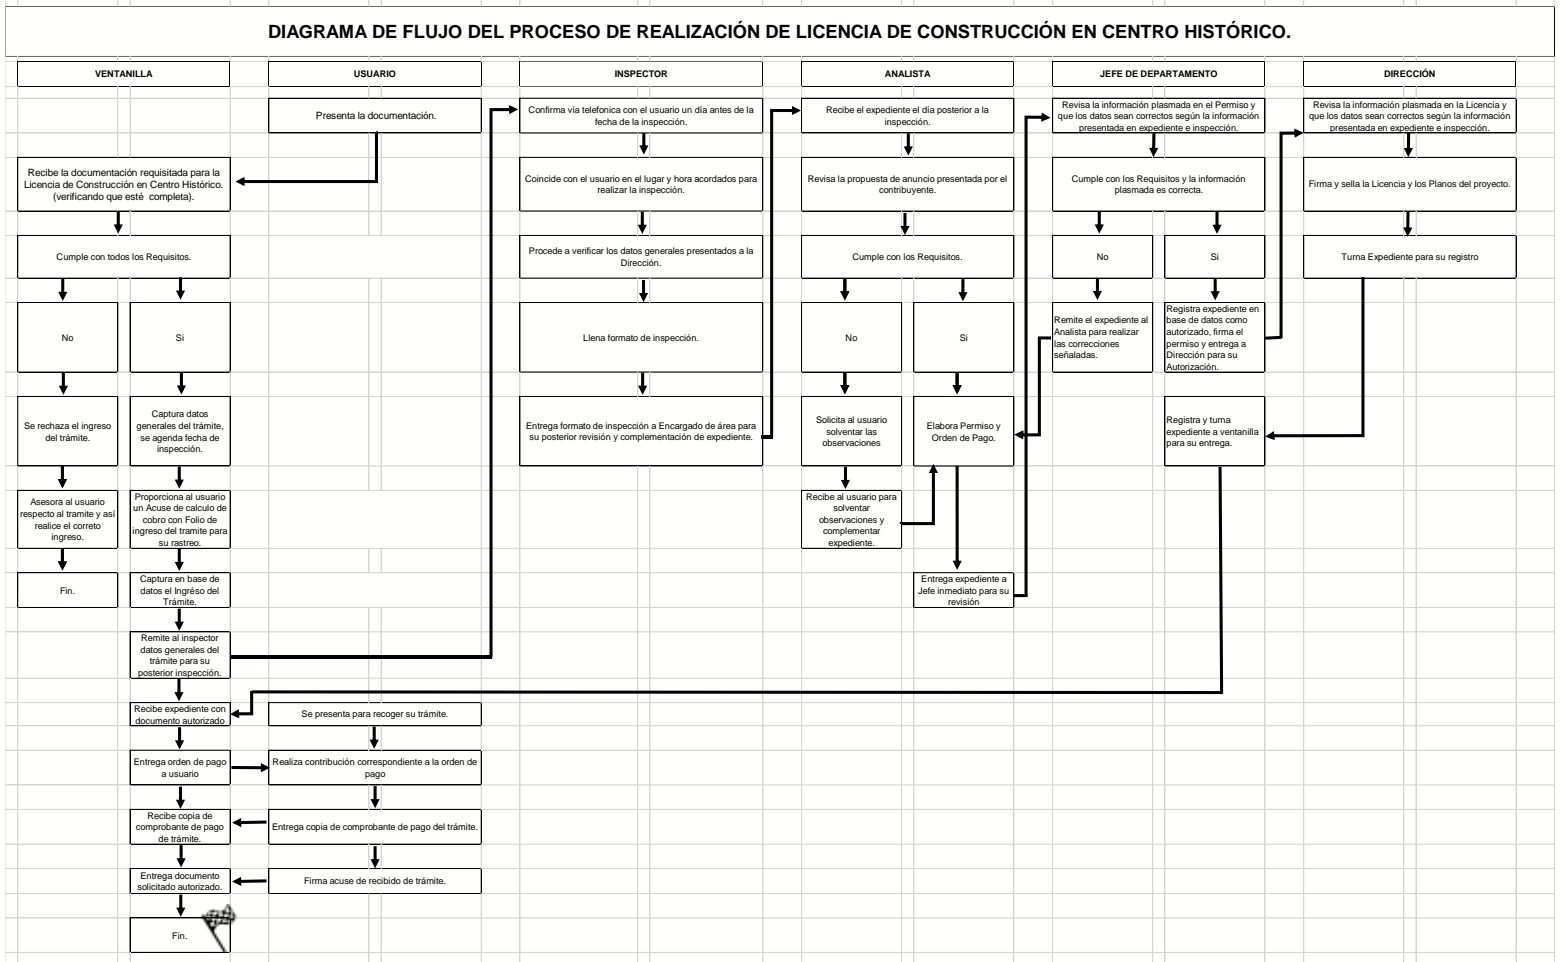 DIAGRAMA DE FLUJO DEL PROCESO DE REALIZACIÓN DE LICENCIA DE CONSTRUCCIÓN EN CENTRO HISTÓRICO.
VENTANILLA
Recibe la documentación requisitada para la
Licencia de Construcción en Centro Histórico.
(verificando que esté completa).
Cumple con todos los Requisitos.
No
Si
Se rechaza el ingreso
del trámite.
Captura datos
generales del trámite,
se agenda fecha de
inspección.
Asesora al usuario
respecto al tramite y así
realice el correto
ingreso.
Proporciona al usuario
un Acuse de calculo de
cobro con Folio de
ingreso del tramite para
su rastreo.
Fin.
Captura en base de
datos el Ingréso del
Trámite.
Remite al inspector
datos generales del
trámite para su
posterior inspección.
Recibe expediente con
documento autorizado
Entrega orden de pago
a usuario
Recibe copia de
comprobante de pago
de trámite.
Entrega documento
solicitado autorizado.
Fin.
USUARIO
Presenta la documentación.
Se presenta para recoger su trámite.
Realiza contribución correspondiente a la orden de
pago
Entrega copia de comprobante de pago del trámite.
Firma acuse de recibido de trámite.
INSPECTOR
Confirma vía telefonica con el usuario un día antes de la
fecha de la inspección.
Coincide con el usuario en el lugar y hora acordados para
realizar la inspección.
Procede a verificar los datos generales presentados a la
Dirección.
Llena formato de inspección.
Entrega formato de inspección a Encargado de área para
su posterior revisión y complementación de expediente.
ANALISTA
Recibe el expediente el día posterior a la
inspección.
Revisa la propuesta de anuncio presentada por el
contribuyente.
Cumple con los Requisitos.
No
Si
Solicita al usuario
solventar las
observaciones
Elabora Permiso y
Orden de Pago.
Recibe al usuario para
solventar
observaciones y
complementar
expediente.
Entrega expediente a
Jefe inmediato para su
revisión
JEFE DE DEPARTAMENTO
Revisa la información plasmada en el Permiso y
que los datos sean correctos según la información
presentada en expediente e inspección.
Cumple con los Requisitos y la información
plasmada es correcta.
No
Si
Remite el expediente al
Analista para realizar
las correcciones
señaladas.
Registra expediente en
base de datos como
autorizado, firma el
permiso y entrega a
Dirección para su
Autorización.
Registra y turna
expediente a ventanilla
para su entrega.
DIRECCIÓN
Revisa la información plasmada en la Licencia y
que los datos sean correctos según la información
presentada en expediente e inspección.
Firma y sella la Licencia y los Planos del proyecto.
Turna Expediente para su registro